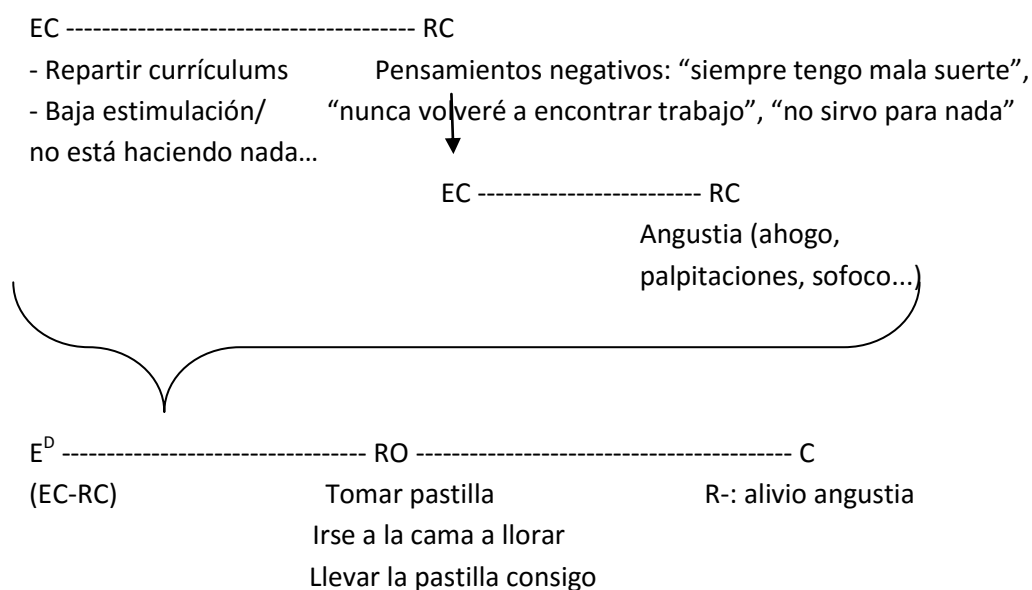 EC -------------------------------------- RC
- Repartir currículums Pensamientos negativos: “siempre tengo mala suerte”,
- Baja estimulación/ “nunca volveré a encontrar trabajo”, “no sirvo para nada”
no está haciendo nada…
EC ------------------------- RC
Angustia (ahogo,
palpitaciones, sofoco...)
E^D --------------------------------- RO ----------------------------------------- C
(EC-RC) Tomar pastilla R-: alivio angustia
Irse a la cama a llorar
Llevar la pastilla consigo